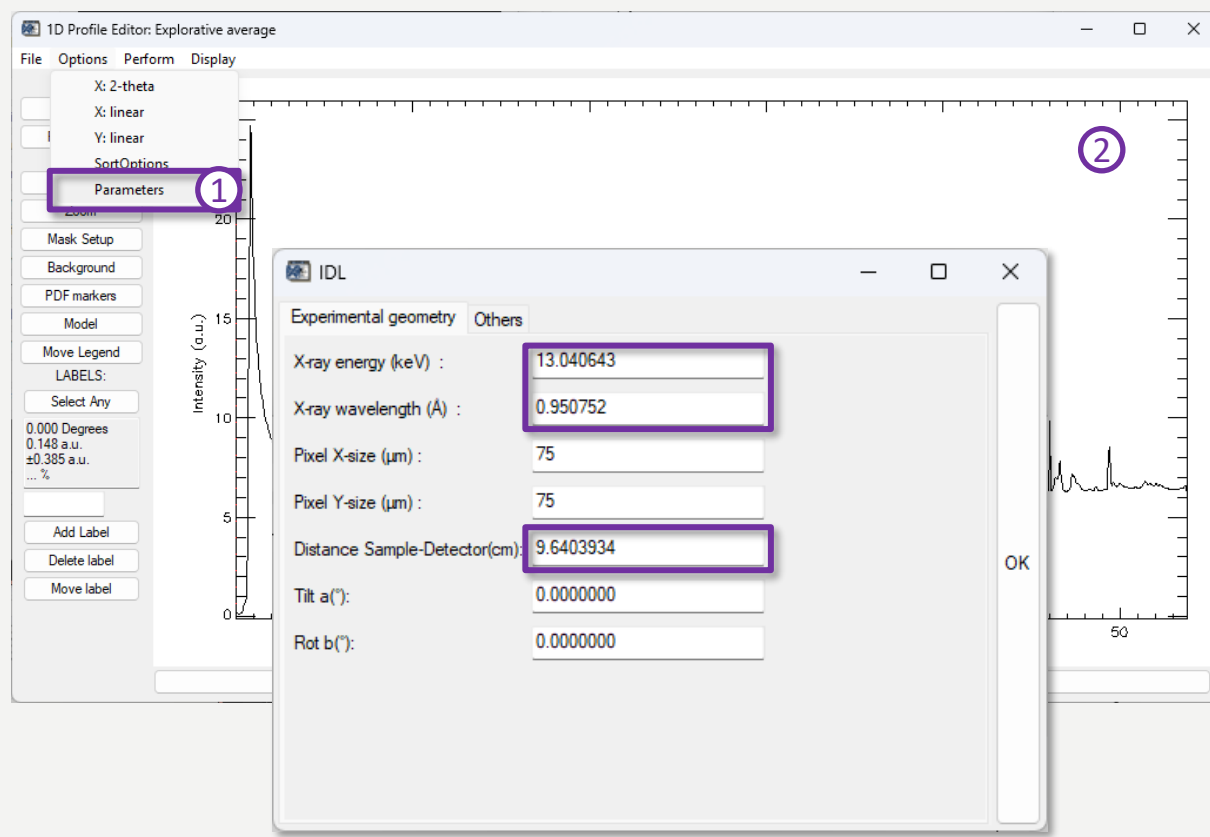 1D Profile Editor: Explorative average
File Options Perform Display
X: 2-theta
X: linear
Y: linear
SortOptions
Parameters
1
2
Zoom
Mask Setup
Background
PDF markers
Model
Move Legend
LABELS:
Select Any
0.000 Degrees
0.148 a.u.
±0.385 a.u.
... %
Add Label
Delete label
Move label
Intensity (a.u.)
20
15
10
5
0
50
IDL
Experimental geometry Others
X-ray energy (keV) : 13.040643
X-ray wavelength (Å) : 0.950752
Pixel X-size (µm) : 75
Pixel Y-size (µm) : 75
Distance Sample-Detector(cm): 9.6403934
Tilt a(°): 0.0000000
Rot b(°): 0.0000000
OK